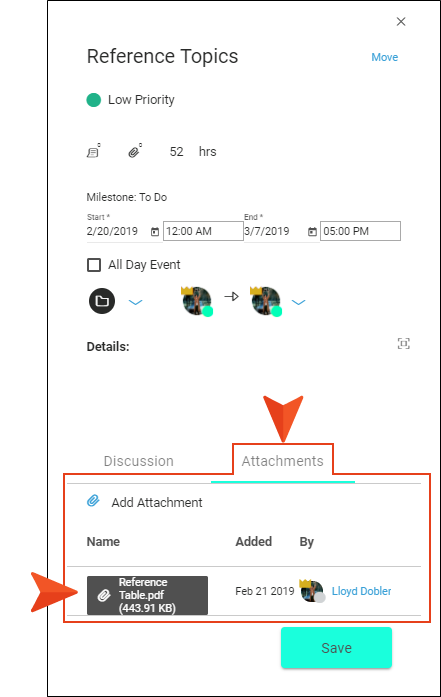 Reference Topics
Move
Low Priority
52 hrs
Milestone: To Do
Start * End *
2/20/2019 12:00 AM 3/7/2019 05:00 PM
All Day Event
Details:
Discussion Attachments
Add Attachment
Name Added By
Reference
Table.pdf
(443.91 KB)
Feb 21 2019 Lloyd Dobler
Save